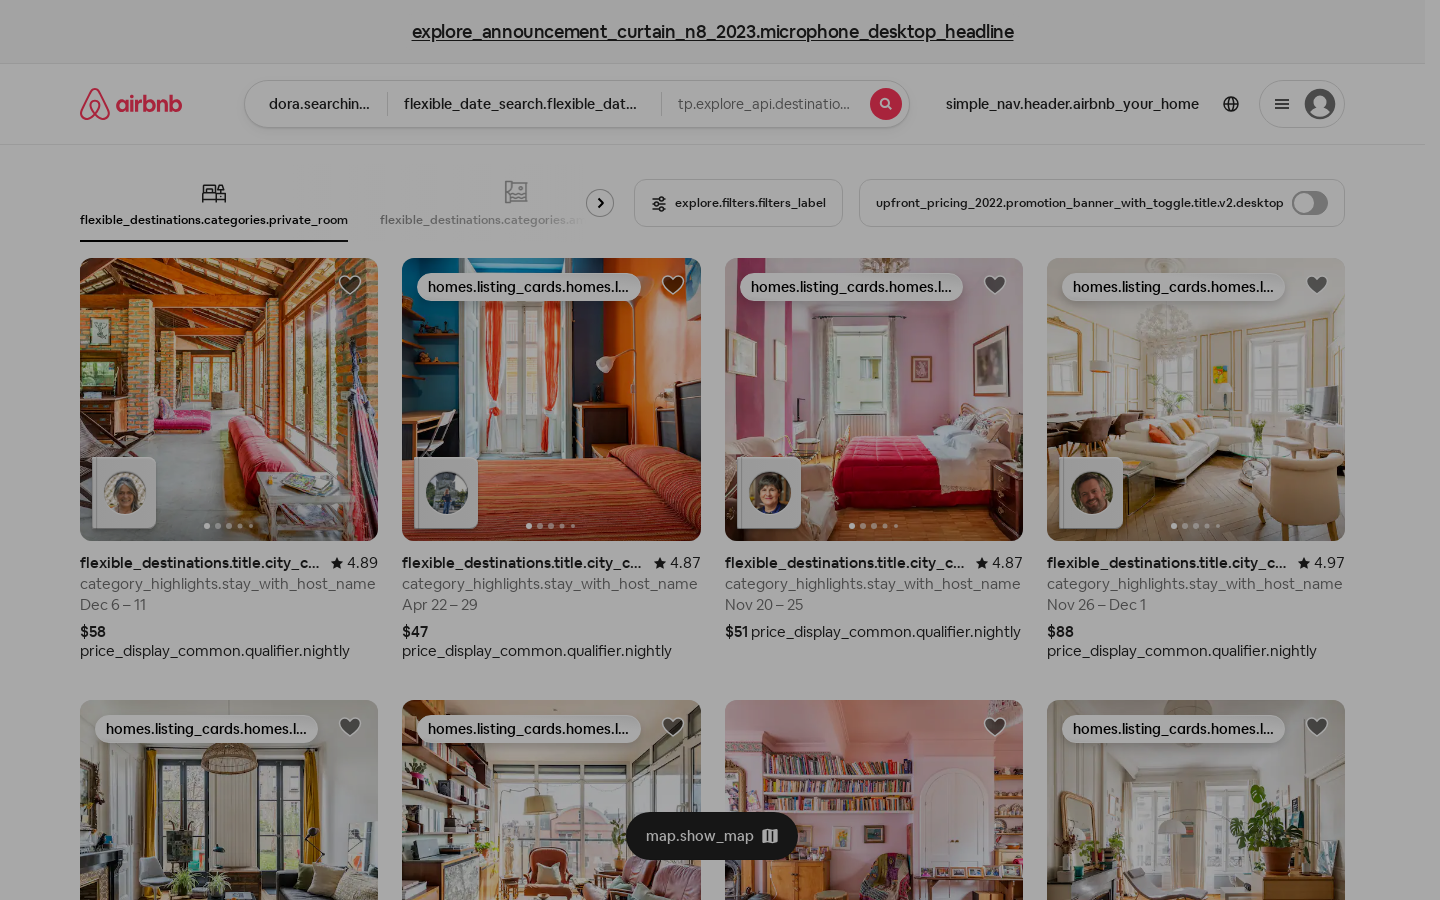 explore_announcement_curtain_n8_2023.microphone_desktop_headline
airbnb
dora.searchin...
flexible_date_search.flexible_dat...
tp.explore_api.destinatio...
simple_nav.header.airbnb_your_home
flexible_destinations.categories.private_room
flexible_destinations.categories.a
explore.filters.filters_label
upfront_pricing_2022.promotion_banner_with_toggle.title.v2.desktop
homes.listing_cards.homes.l...
homes.listing_cards.homes.l...
homes.listing_cards.homes.l...
flexible_destinations.title.city_c... 4.89
category_highlights.stay_with_host_name
Dec 6 – 11
$58
price_display_common.qualifier.nightly
flexible_destinations.title.city_c... 4.87
category_highlights.stay_with_host_name
Apr 22 – 29
$47
price_display_common.qualifier.nightly
flexible_destinations.title.city_c... 4.87
category_highlights.stay_with_host_name
Nov 20 – 25
$51 price_display_common.qualifier.nightly
flexible_destinations.title.city_c... 4.97
category_highlights.stay_with_host_name
Nov 26 – Dec 1
$88
price_display_common.qualifier.nightly
homes.listing_cards.homes.l...
homes.listing_cards.homes.l...
homes.listing_cards.homes.l...
map.show_map